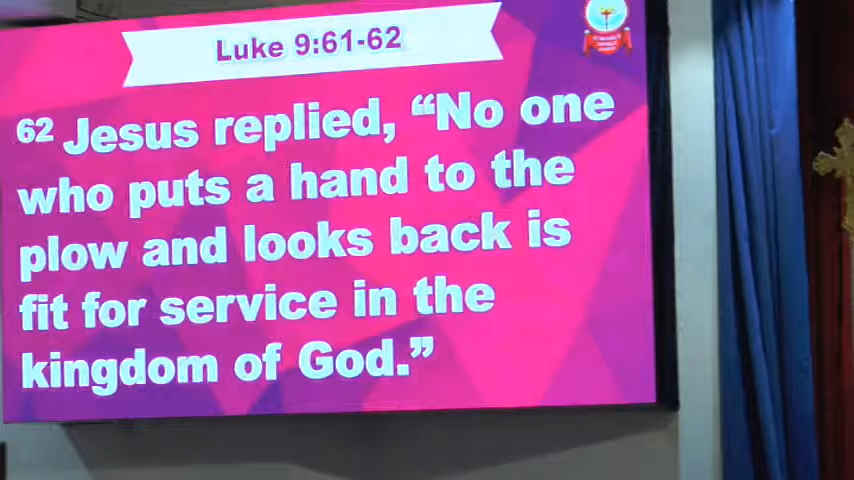 Luke 9:61-62
62 Jesus replied, “No one
who puts a hand to the
plow and looks back is
fit for service in the
kingdom of God.”